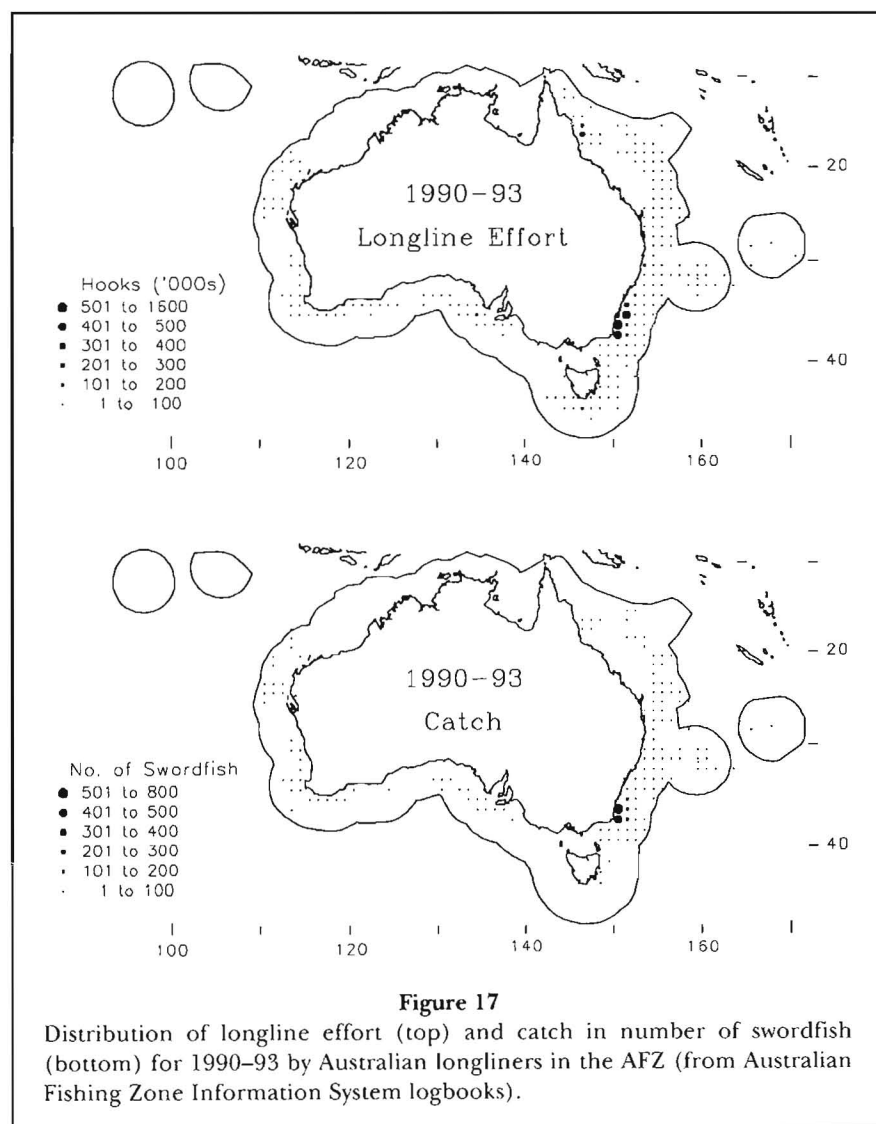 1990-93
Longline Effort
Hooks ('000s)
501 to 1600
401 to 500
301 to 400
201 to 300
101 to 200
1 to 100
- 20
- 40
100
120
140
160
1990-93
Catch
No. of Swordfish
501 to 800
401 to 500
301 to 400
201 to 300
101 to 200
1 to 100
- 20
- 40
100
120
140
160
Figure 17
Distribution of longline effort (top) and catch in number of swordfish
(bottom) for 1990–93 by Australian longliners in the AFZ (from Australian
Fishing Zone Information System logbooks).